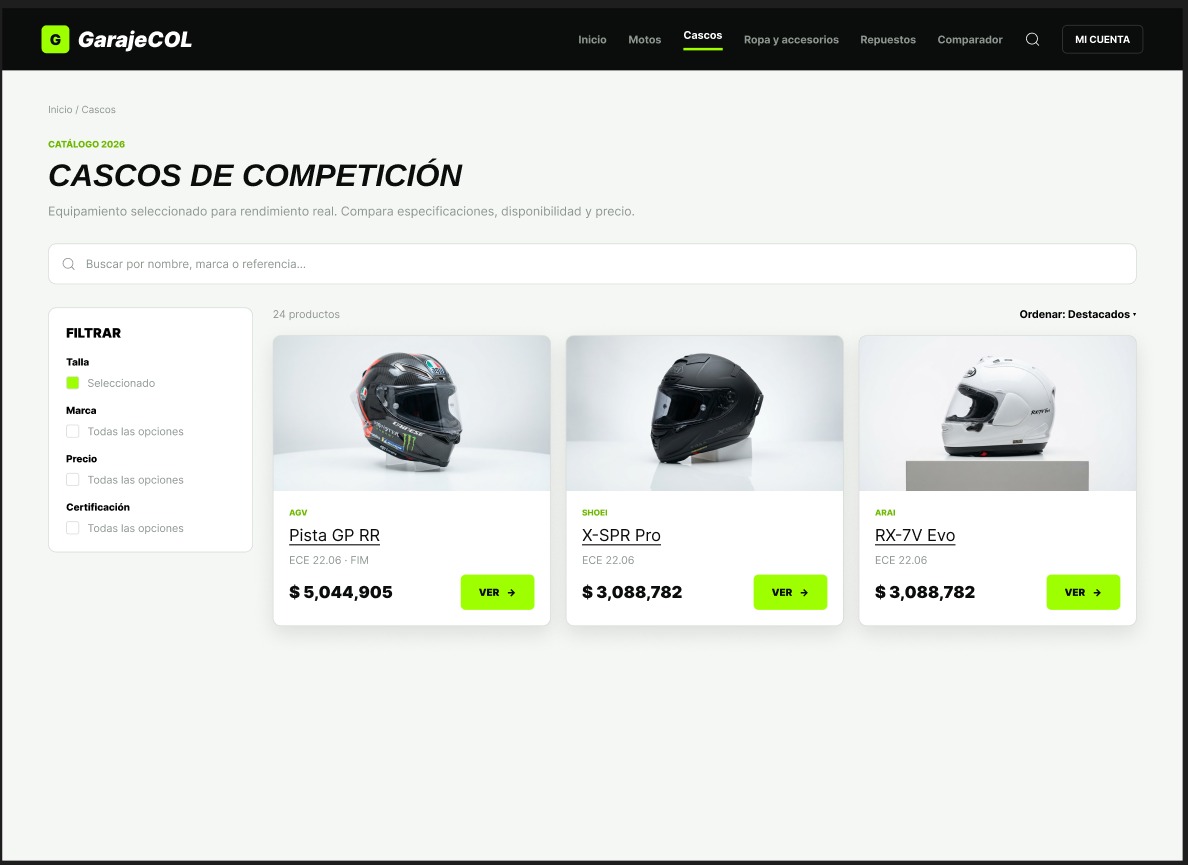 G GarajeCOL Inicio Motos Cascos Ropa y accesorios Repuestos Comparador MI CUENTA
Inicio / Cascos
CATÁLOGO 2026
CASCOS DE COMPETICIÓN
Equipamiento seleccionado para rendimiento real. Compara especificaciones, disponibilidad y precio.
Buscar por nombre, marca o referencia...
FILTRAR
Talla
Seleccionado
Marca
Todas las opciones
Precio
Todas las opciones
Certificación
Todas las opciones
24 productos Ordenar: Destacados
AGV
Pista GP RR
ECE 22.06 · FIM
$ 5,044,905 VER →
SHOEI
X-SPR Pro
ECE 22.06
$ 3,088,782 VER →
ARAI
RX-7V Evo
ECE 22.06
$ 3,088,782 VER →